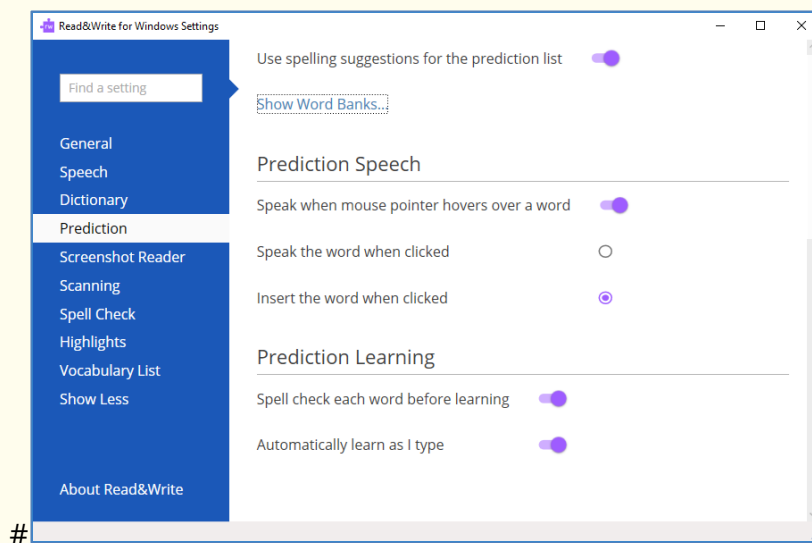 Read&Write for Windows Settings
Find a setting
General
Speech
Dictionary
Prediction
Screenshot Reader
Scanning
Spell Check
Highlights
Vocabulary List
Show Less
About Read&Write
Use spelling suggestions for the prediction list
Show Word Banks...
Prediction Speech
Speak when mouse pointer hovers over a word
Speak the word when clicked
Insert the word when clicked
Prediction Learning
Spell check each word before learning
Automatically learn as I type
#